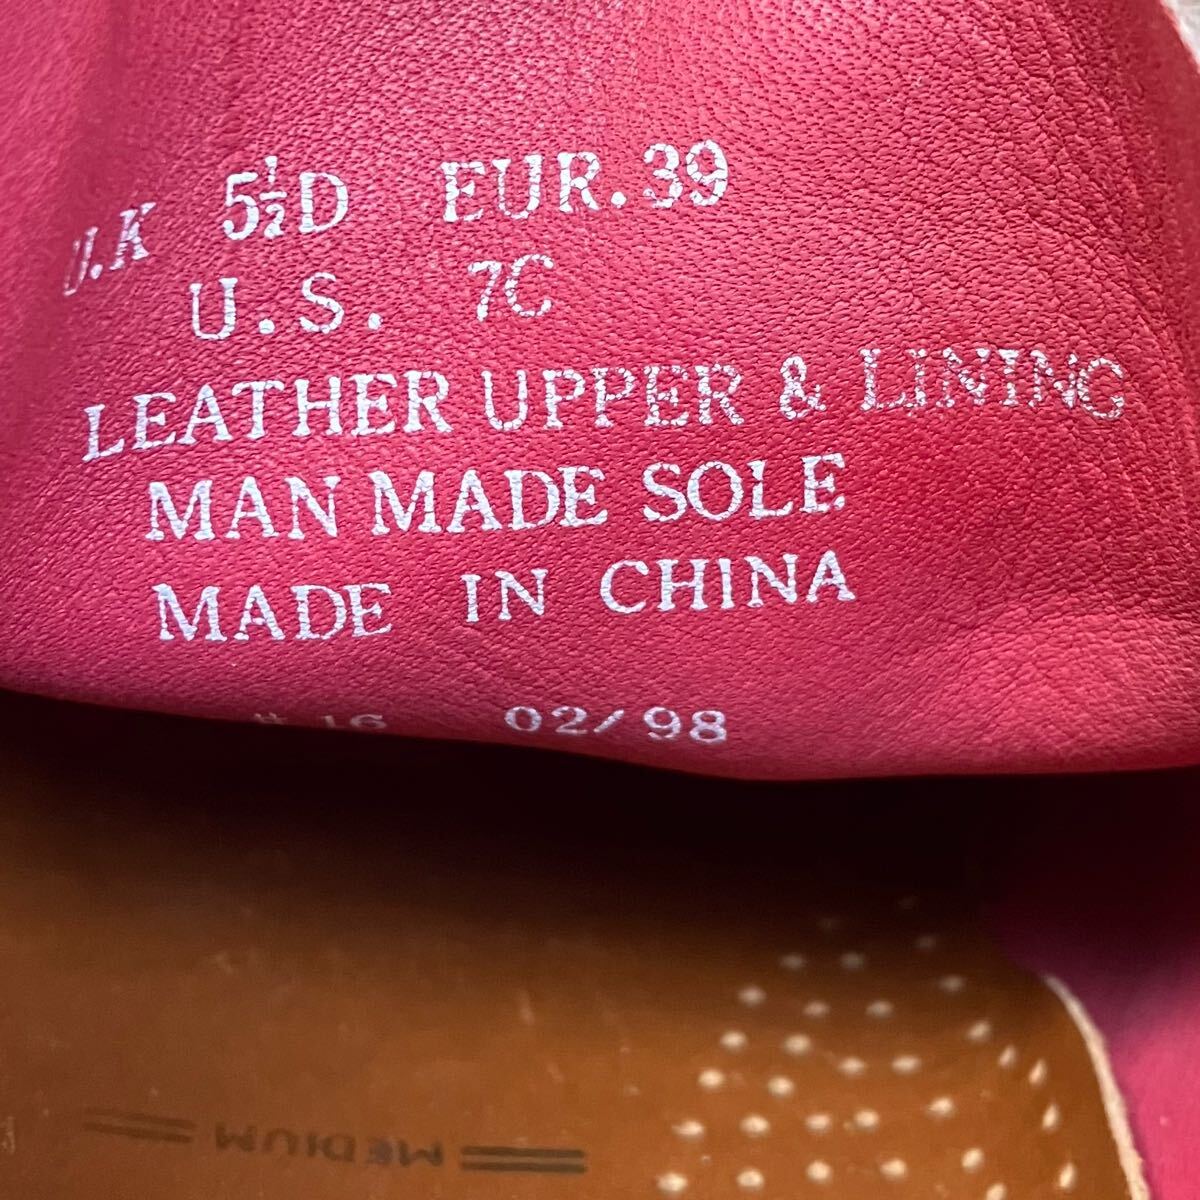 U.K 5½D EUR.39
U.S. 7C
LEATHER UPPER & LINING
MAN MADE SOLE
MADE IN CHINA
02/98
MEDIUM